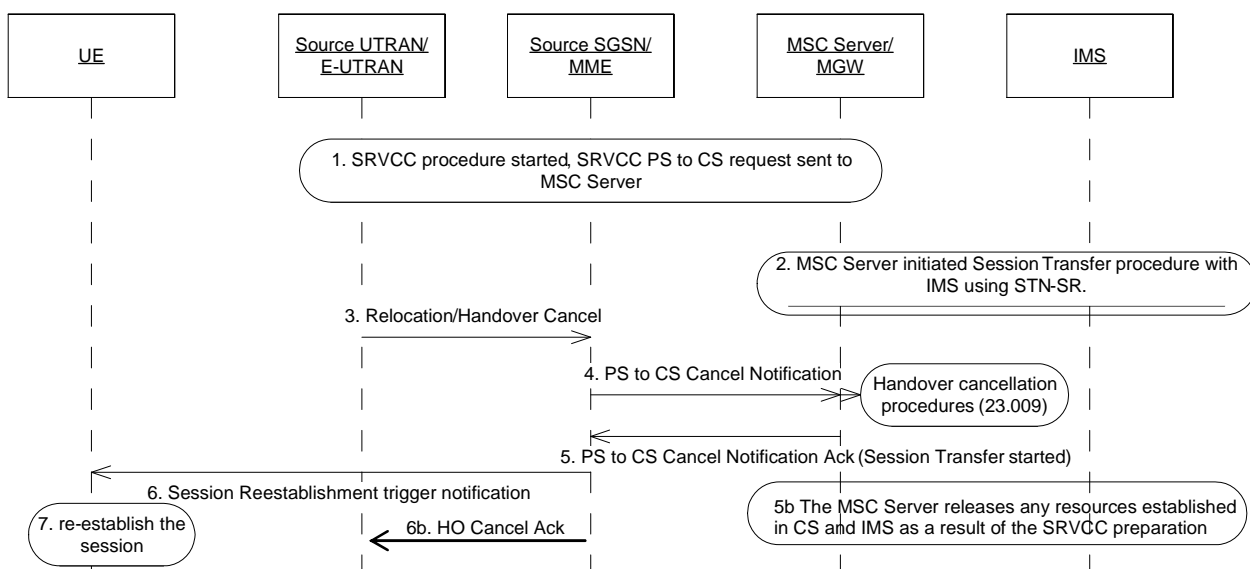 UE
Source UTRAN/
E-UTRAN
Source SGSN/
MME
MSC Server/
MGW
IMS
1. SRVCC procedure started, SRVCC PS to CS request sent to
MSC Server
2. MSC Server initiated Session Transfer procedure with
IMS using STN-SR.
3. Relocation/Handover Cancel
4. PS to CS Cancel Notification
Handover cancellation
procedures (23.009)
5. PS to CS Cancel Notification Ack (Session Transfer started)
6. Session Reestablishment trigger notification
5b The MSC Server releases any resources established
in CS and IMS as a result of the SRVCC preparation
7. re-establish the
session
6b. HO Cancel Ack